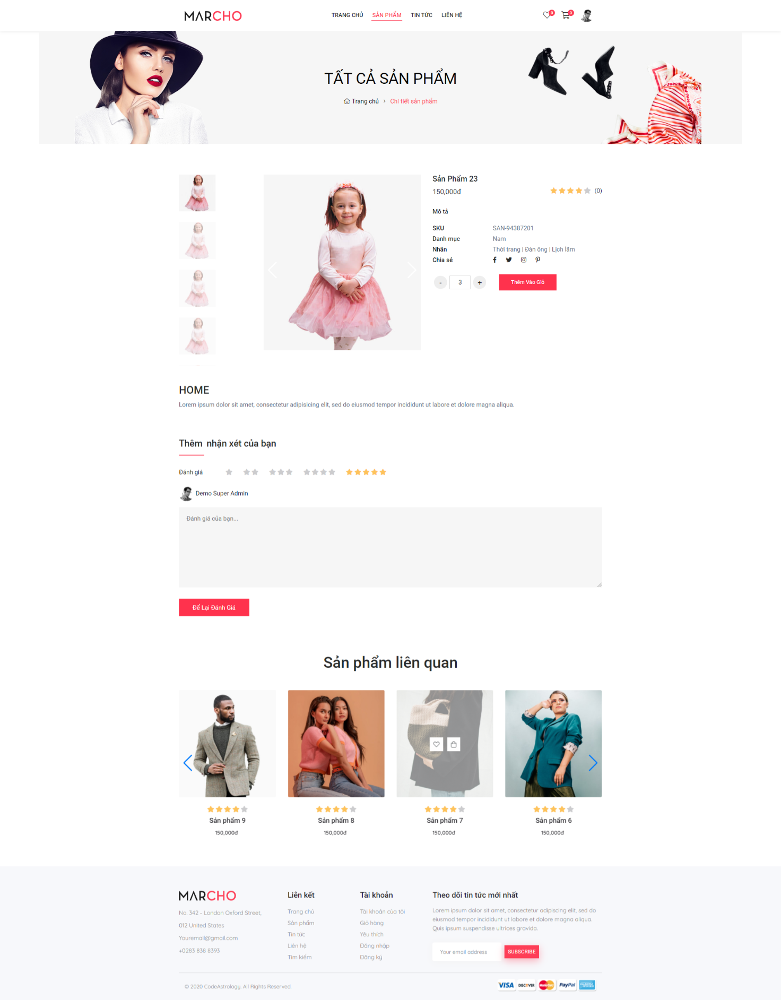 MARCHO
TRANG CHỦ SẢN PHẨM TIN TỨC LIÊN HỆ
0 0
TẤT CẢ SẢN PHẨM
Trang chủ > Chi tiết sản phẩm
Sản Phẩm 23
150,000đ
(0)
Mô tả
SKU SAN-94387201
Danh mục Nam
Nhãn Thời trang | Đàn ông | Lịch lãm
Chia sẻ
- 3 + Thêm Vào Giỏ
HOME
Lorem ipsum dolor sit amet, consectetur adipisicing elit, sed do eiusmod tempor incididunt ut labore et dolore magna aliqua.
Thêm nhận xét của bạn
Đánh giá
Demo Super Admin
Đánh giá của bạn...
Để Lại Đánh Giá
Sản phẩm liên quan
Sản phẩm 9
150,000đ
Sản phẩm 8
150,000đ
Sản phẩm 7
150,000đ
Sản phẩm 6
150,000đ
MARCHO
No. 342 - London Oxford Street,
012 United States
Youremail@gmail.com
+0283 838 8393
Liên kết
Trang chủ
Sản phẩm
Tin tức
Liên hệ
Tìm kiếm
Tài khoản
Tài khoản của tôi
Giỏ hàng
Yêu thích
Đăng nhập
Đăng ký
Theo dõi tin tức mới nhất
Lorem ipsum dolor sit amet, consectetur adipiscing elit, sed do
eiusmod tempor incididunt ut labore et dolore magna aliqua.
Quis ipsum suspendisse ultrices gravida.
Your email address SUBSCRIBE
© 2020 CodeAstrology. All Rights Reserved.
VISA DISCOVER MasterCard PayPal